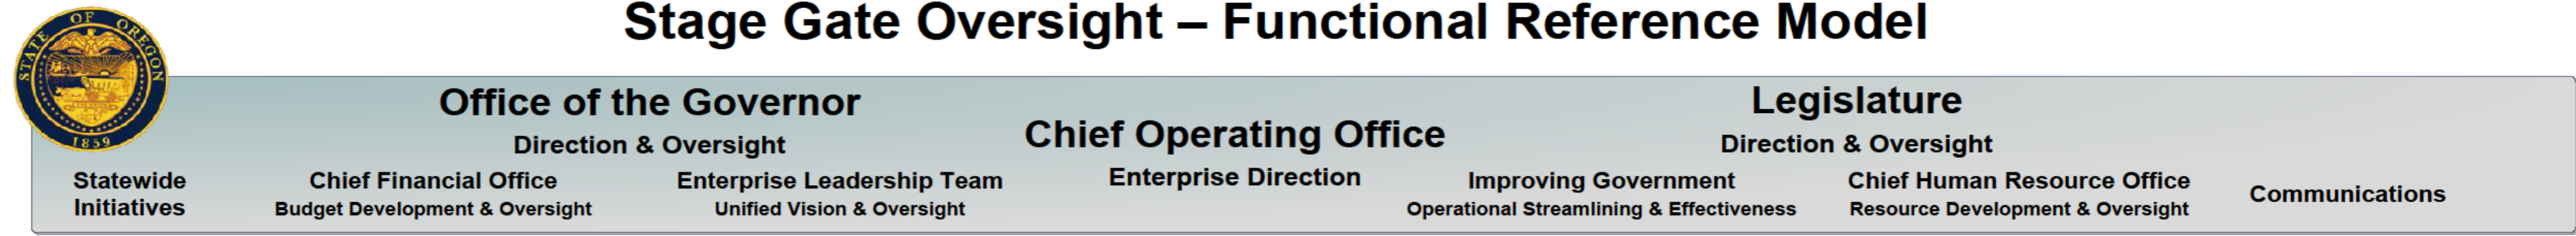 Stage Gate Oversight – Functional Reference Model
STATE OF OREGON
1859
Office of the Governor
Direction & Oversight
Chief Operating Office
Enterprise Direction
Legislature
Direction & Oversight
Statewide
Initiatives
Chief Financial Office
Budget Development & Oversight
Enterprise Leadership Team
Unified Vision & Oversight
Improving Government
Operational Streamlining & Effectiveness
Chief Human Resource Office
Resource Development & Oversight
Communications